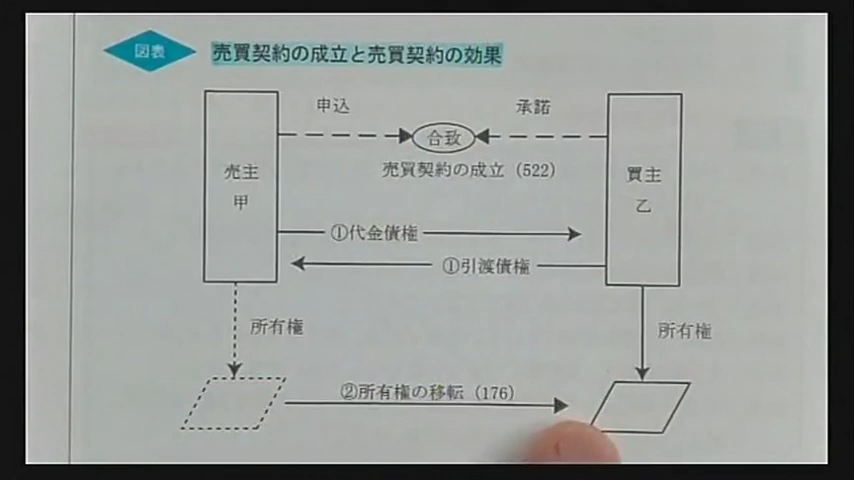 図表
売買契約の成立と売買契約の効果
申込
承諾
合致
売買契約の成立（522）
売主
甲
買主
乙
①代金債権
①引渡債権
所有権
所有権
②所有権の移転（176）